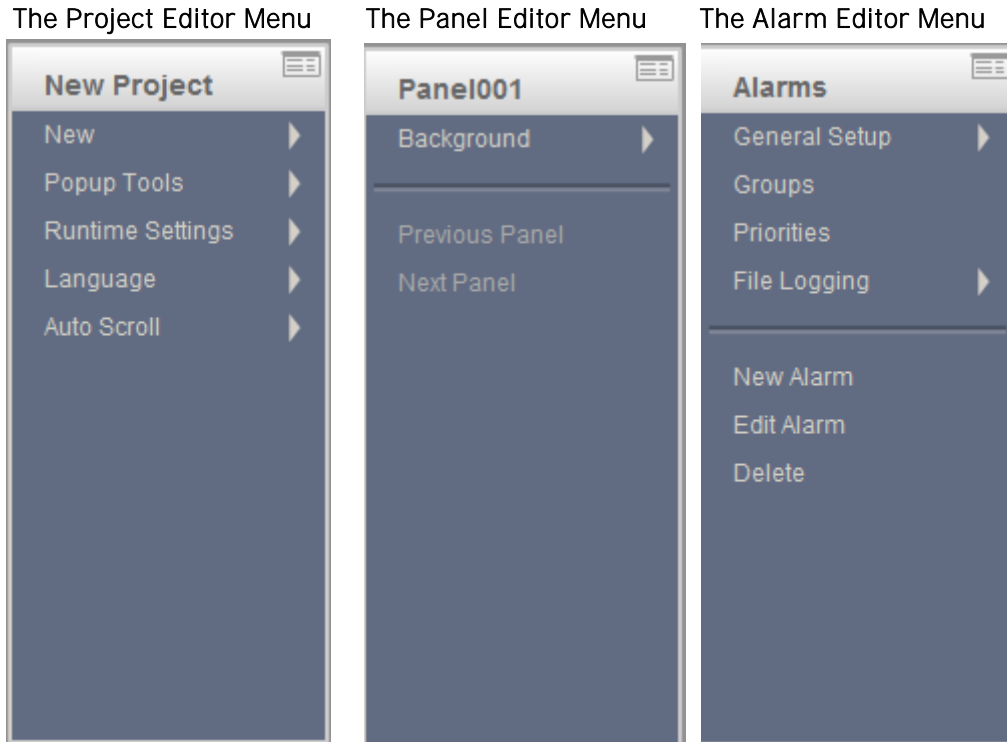 The Project Editor Menu
New Project
New
Popup Tools
Runtime Settings
Language
Auto Scroll
The Panel Editor Menu
Panel001
Background
Previous Panel
Next Panel
The Alarm Editor Menu
Alarms
General Setup
Groups
Priorities
File Logging
New Alarm
Edit Alarm
Delete